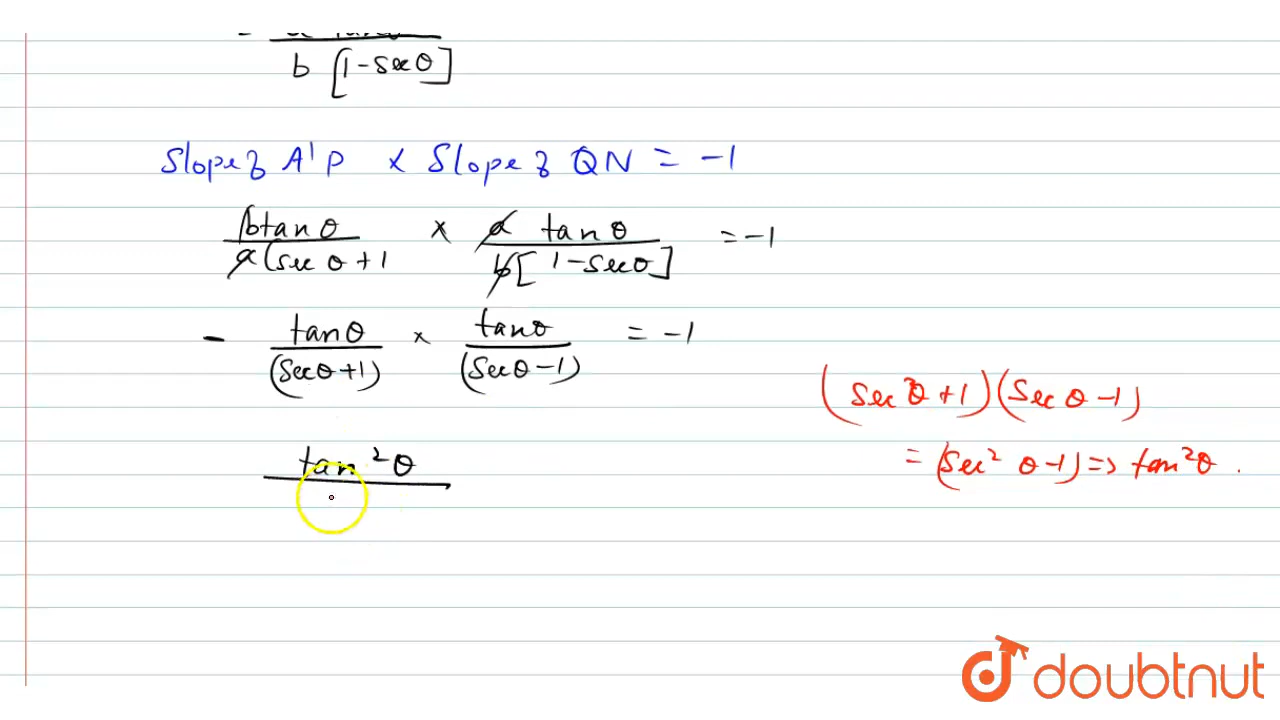 b [1-secθ]
Slope of A'P × Slope of QN = -1
btanθ/a(secθ+1 × a tanθ/b[1-secθ] = -1
- tanθ/(Secθ+1) × tanθ/(Secθ-1) = -1
(Secθ+1)(Secθ-1)
= (Sec² θ-1) => tan²θ .
tan²θ
doubtnut